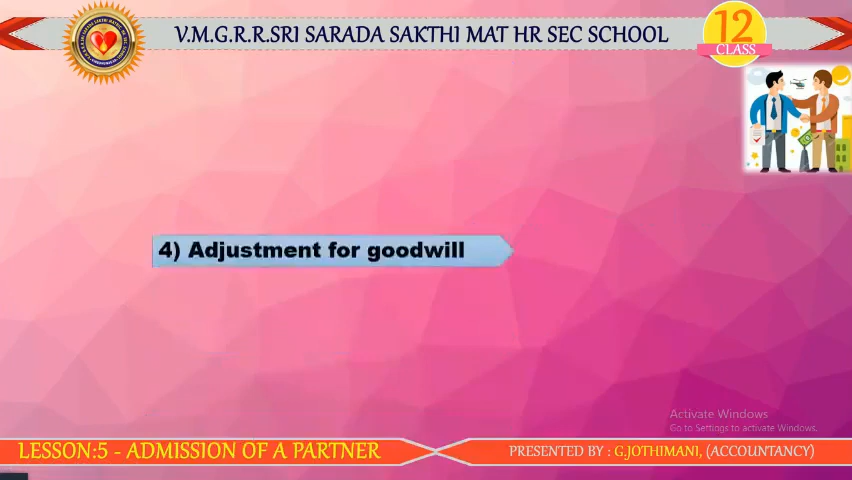 V.M.G.R.R.SRI SARADA SAKTHI MAT HR SEC SCHOOL
12
CLASS
4) Adjustment for goodwill
Activate Windows
Go to Settings to activate Windows.
LESSON:5 - ADMISSION OF A PARTNER
PRESENTED BY : G.JOTHIMANI, (ACCOUNTANCY)